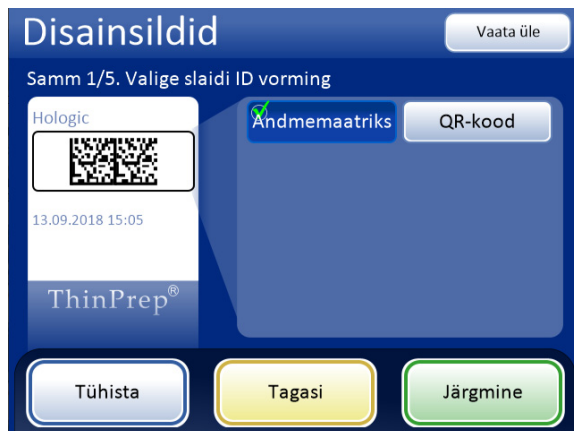 Disainsildid
Vaata üle
Samm 1/5. Valige slaidi ID vorming
Hologic
Andmemaatriks
QR-kood
13.09.2018 15:05
ThinPrep®
Tühista
Tagasi
Järgmine